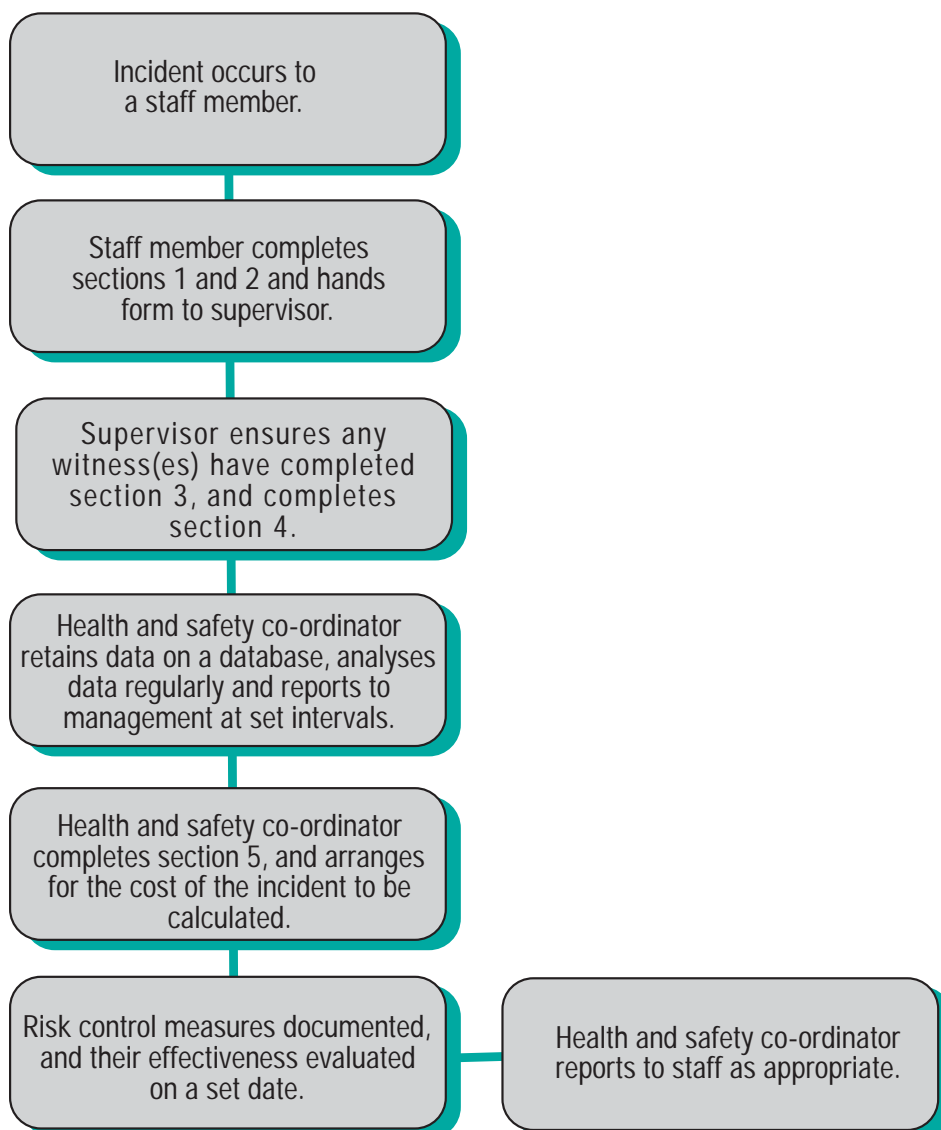 Incident occurs to
a staff member.
Staff member completes
sections 1 and 2 and hands
form to supervisor.
Supervisor ensures any
witness(es) have completed
section 3, and completes
section 4.
Health and safety co-ordinator
retains data on a database, analyses
data regularly and reports to
management at set intervals.
Health and safety co-ordinator
completes section 5, and arranges
for the cost of the incident to be
calculated.
Risk control measures documented,
and their effectiveness evaluated
on a set date.
Health and safety co-ordinator
reports to staff as appropriate.